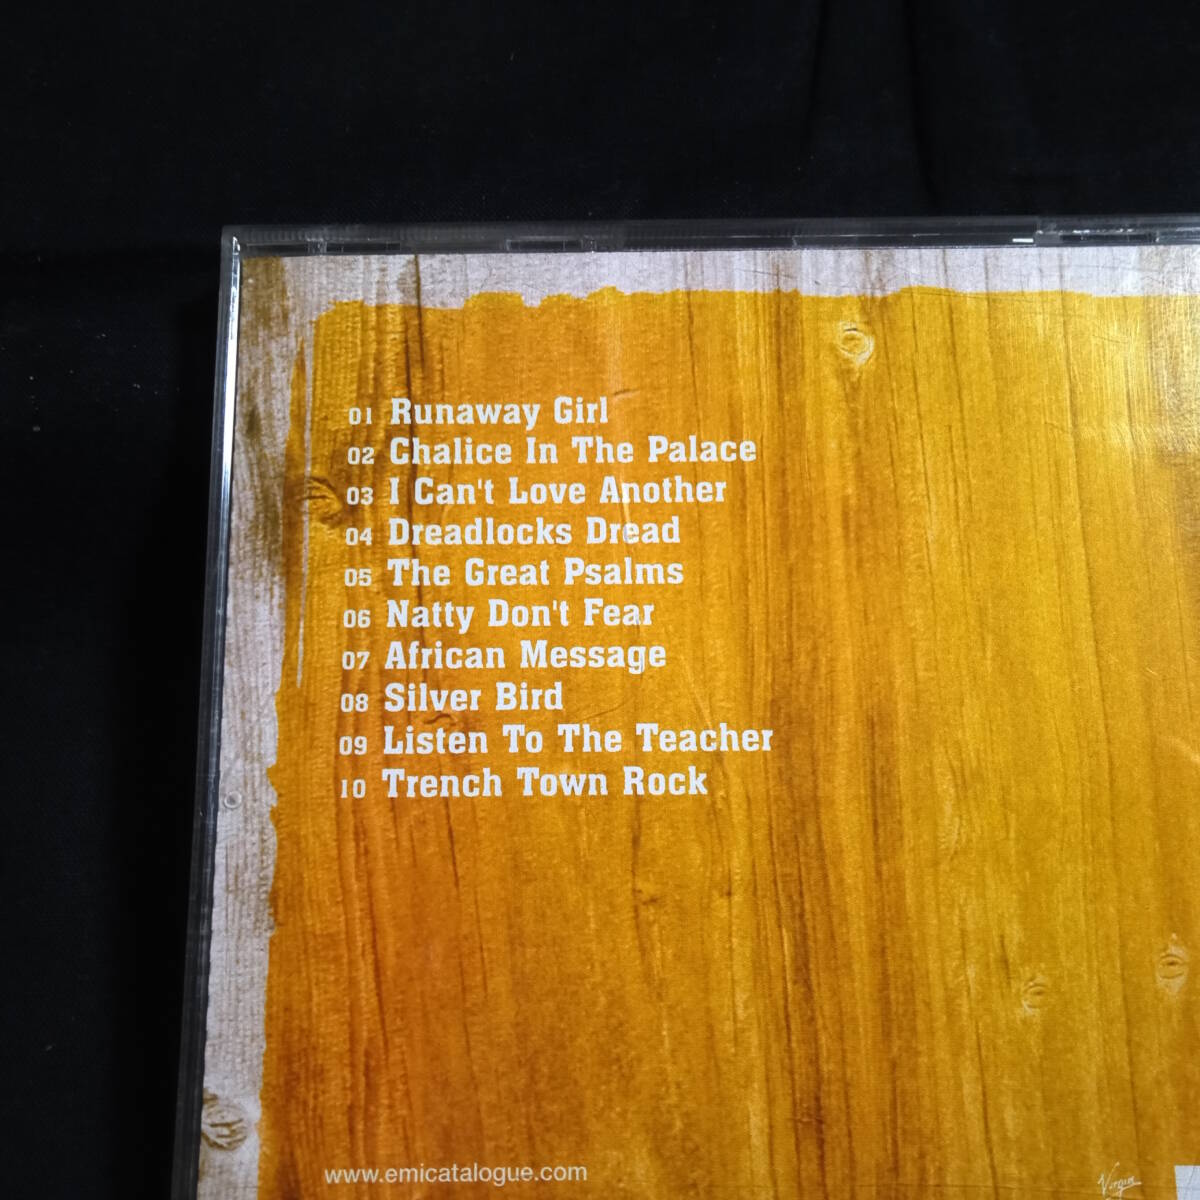 01 Runaway Girl
02 Chalice In The Palace
03 I Can't Love Another
04 Dreadlocks Dread
05 The Great Psalms
06 Natty Don't Fear
07 African Message
08 Silver Bird
09 Listen To The Teacher
10 Trench Town Rock
www.emicatalogue.com
Virgin